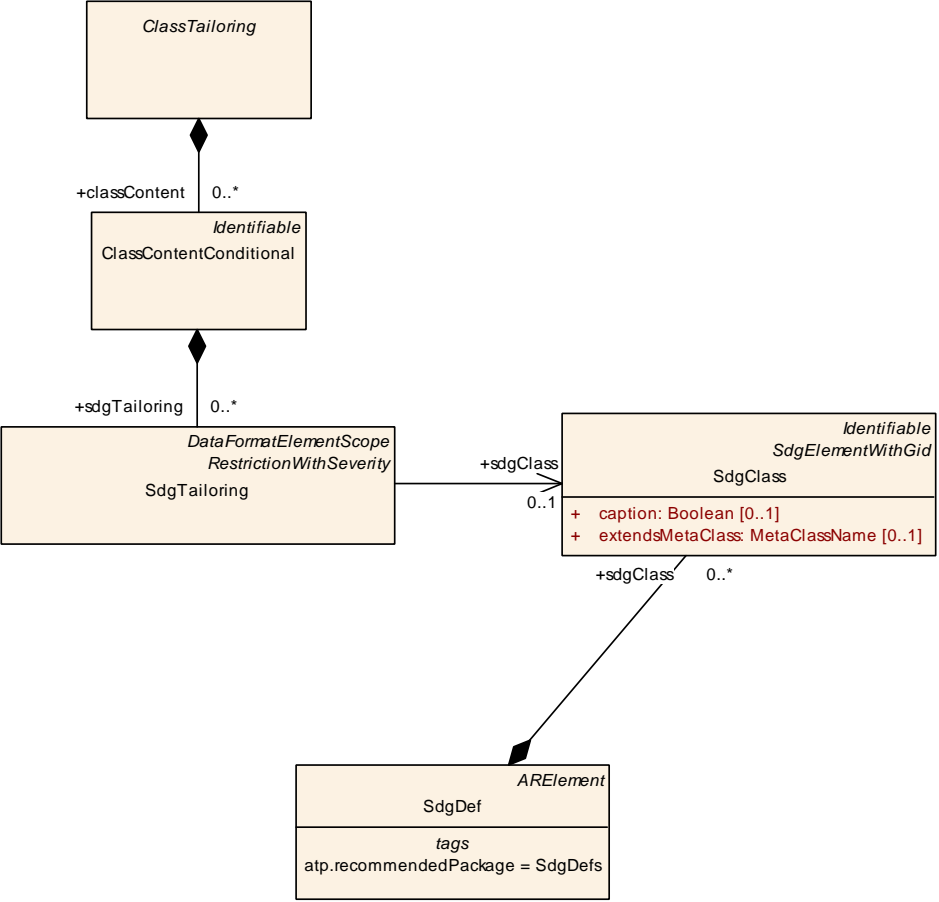 ClassTailoring
+classContent 0..*
Identifiable
ClassContentConditional
+sdgTailoring 0..*
DataFormatElementScope
RestrictionWithSeverity
SdgTailoring
+sdgClass
0..1
Identifiable
SdgElementWithGid
SdgClass
+ caption: Boolean [0..1]
+ extendsMetaClass: MetaClassName [0..1]
+sdgClass 0..*
ARElement
SdgDef
tags
atp.recommendedPackage = SdgDefs